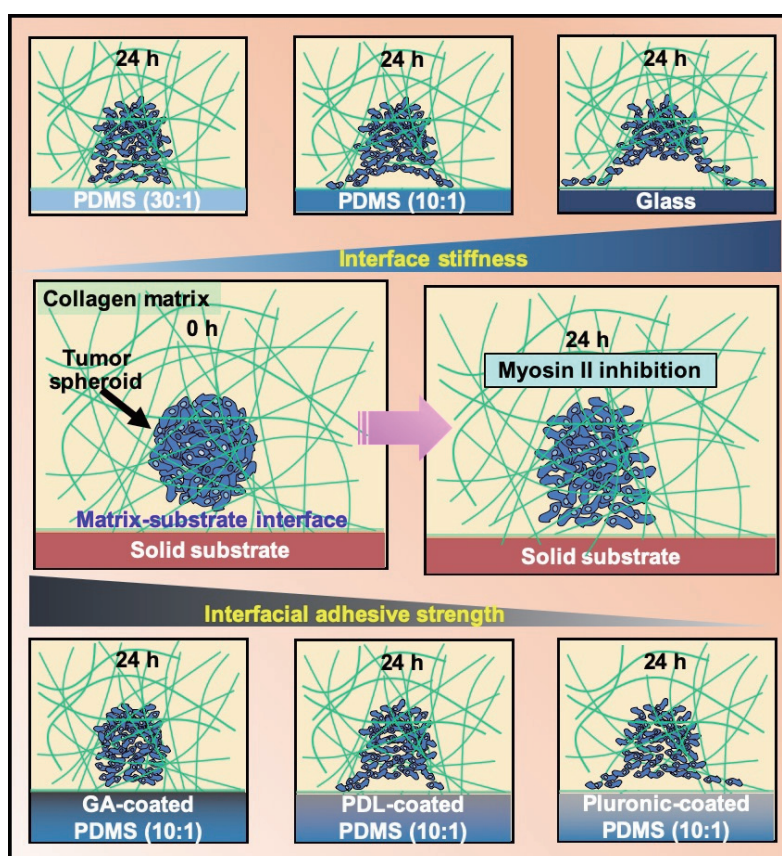 24 h
24 h
24 h
PDMS (30:1)
PDMS (10:1)
Glass
Interface stiffness
Collagen matrix
0 h
Tumor
spheroid
Matrix-substrate interface
Solid substrate
24 h
Myosin II inhibition
Solid substrate
Interfacial adhesive strength
24 h
24 h
24 h
GA-coated
PDMS (10:1)
PDL-coated
PDMS (10:1)
Pluronic-coated
PDMS (10:1)